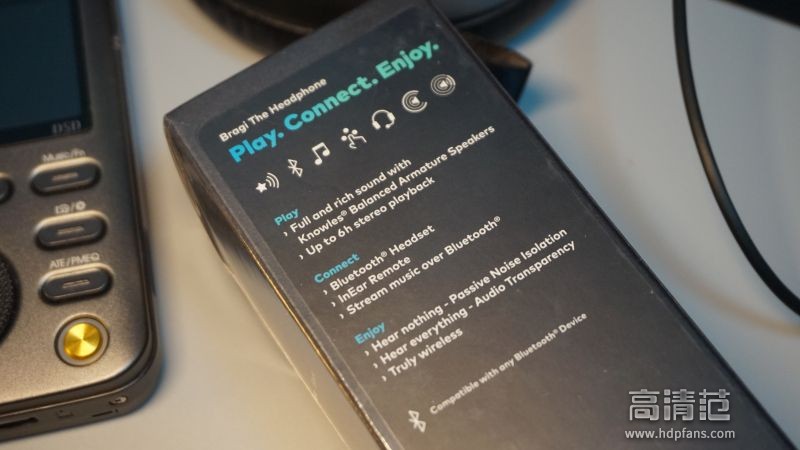 Bragi The Headphone
Play. Connect. Enjoy.
Play
› Full and rich sound with
Knowles® Balanced Armature Speakers
› Up to 6h stereo playback
Connect
› Bluetooth® Headset
› InEar Remote
› Stream music over Bluetooth®
Enjoy
› Hear nothing - Passive Noise Isolation
› Hear everything - Audio Transparency
› Truly wireless
Compatible with any Bluetooth® Device
DSD
ATE/PMEQ
高清范
www.hdpfans.com